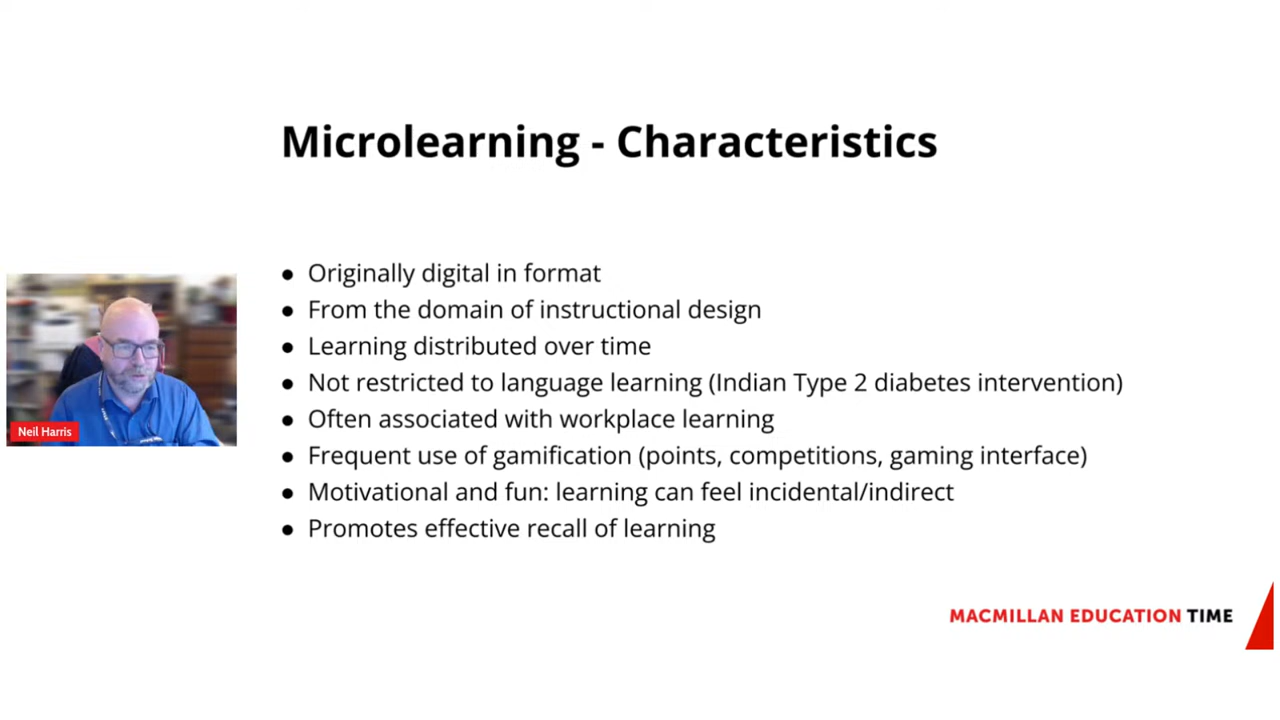 Microlearning - Characteristics
● Originally digital in format
● From the domain of instructional design
● Learning distributed over time
● Not restricted to language learning (Indian Type 2 diabetes intervention)
● Often associated with workplace learning
● Frequent use of gamification (points, competitions, gaming interface)
● Motivational and fun: learning can feel incidental/indirect
● Promotes effective recall of learning
Neil Harris
MACMILLAN EDUCATION TIME